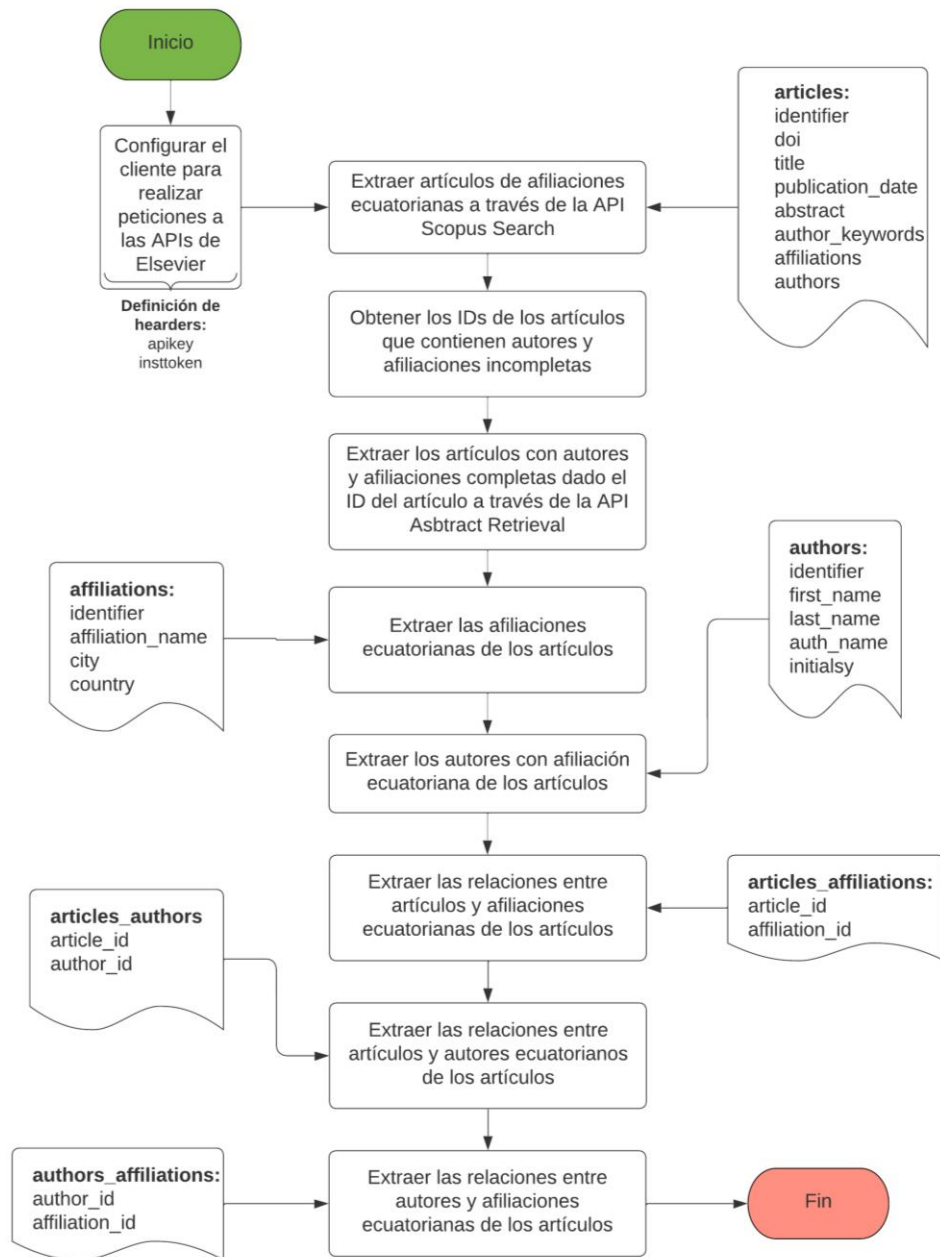 Inicio
Configurar el
cliente para
realizar
peticiones a
las APIs de
Elsevier
Definición de
hearders:
apikey
insttoken
Extraer artículos de afiliaciones
ecuatorianas a través de la API
Scopus Search
articles:
identifier
doi
title
publication_date
abstract
author_keywords
affiliations
authors
Obtener los IDs de los artículos
que contienen autores y
afiliaciones incompletas
Extraer los artículos con autores
y afiliaciones completas dado el
ID del artículo a través de la API
Asbtract Retrieval
affiliations:
identifier
affiliation_name
city
country
Extraer las afiliaciones
ecuatorianas de los artículos
authors:
identifier
first_name
last_name
auth_name
initialsy
Extraer los autores con afiliación
ecuatoriana de los artículos
Extraer las relaciones entre
artículos y afiliaciones
ecuatorianas de los artículos
articles_affiliations:
article_id
affiliation_id
articles_authors
article_id
author_id
Extraer las relaciones entre
artículos y autores ecuatorianos
de los artículos
authors_affiliations:
author_id
affiliation_id
Extraer las relaciones entre
autores y afiliaciones
ecuatorianas de los artículos
Fin